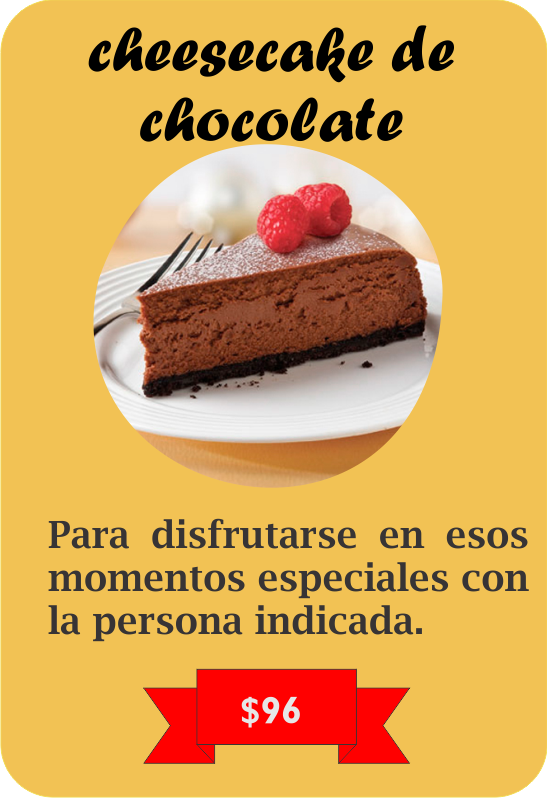 cheesecake de
chocolate
Para disfrutarse en esos
momentos especiales con
la persona indicada.
$96